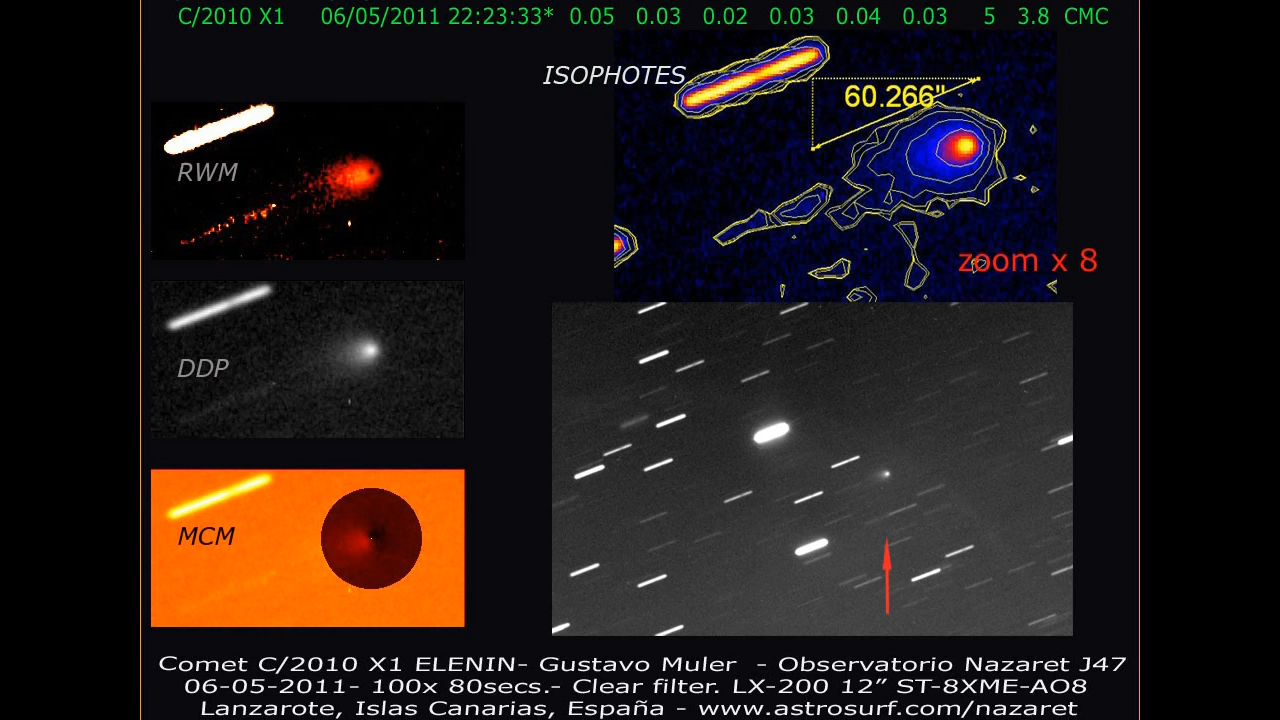 C/2010 X1 06/05/2011 22:23:33* 0.05 0.03 0.02 0.03 0.04 0.03 5 3.8 CMC
ISOPHOTES
60.266"
RWM
zoom x 8
DDP
MCM
Comet C/2010 X1 ELENIN- Gustavo Muler - Observatorio Nazaret J47
06-05-2011- 100x 80secs.- Clear filter. LX-200 12” ST-8XME-AO8
Lanzarote, Islas Canarias, España - www.astrosurf.com/nazaret